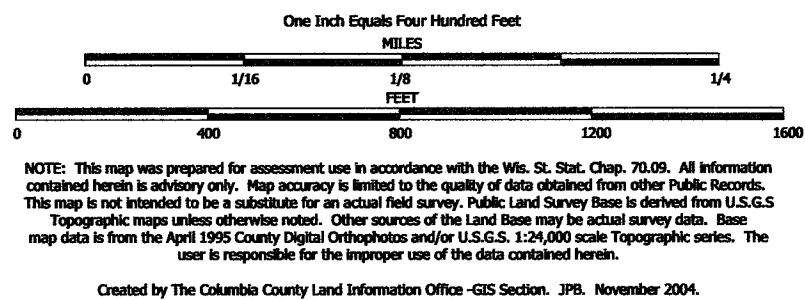 One Inch Equals Four Hundred Feet
MILES
0 1/16 1/8 1/4
FEET
0 400 800 1200 1600
NOTE: This map was prepared for assessment use in accordance with the Wis. St. Stat. Chap. 70.09. All information
contained herein is advisory only. Map accuracy is limited to the quality of data obtained from other Public Records.
This map is not intended to be a substitute for an actual field survey. Public Land Survey Base is derived from U.S.G.S
Topographic maps unless otherwise noted. Other sources of the Land Base may be actual survey data. Base
map data is from the April 1995 County Digital Orthophotos and/or U.S.G.S. 1:24,000 scale Topographic series. The
user is responsible for the improper use of the data contained herein.
Created by The Columbia County Land Information Office -GIS Section. JPB. November 2004.